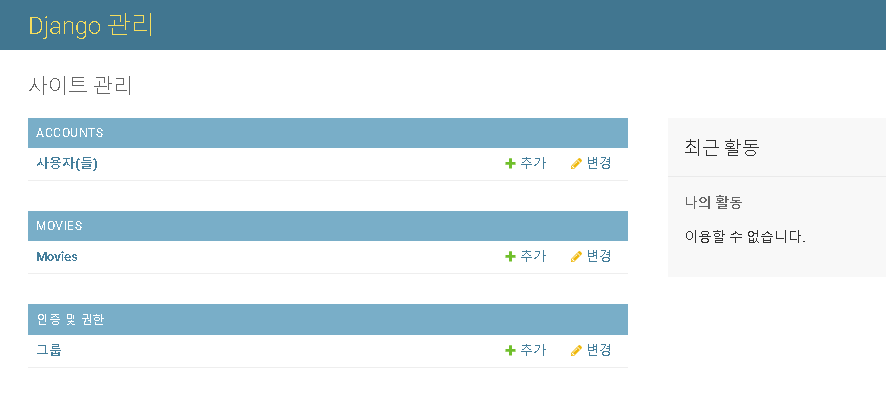 Django 관리
사이트 관리
ACCOUNTS
사용자(들) 추가 변경
MOVIES
Movies 추가 변경
인증 및 권한
그룹 추가 변경
최근 활동
나의 활동
이용할 수 없습니다.